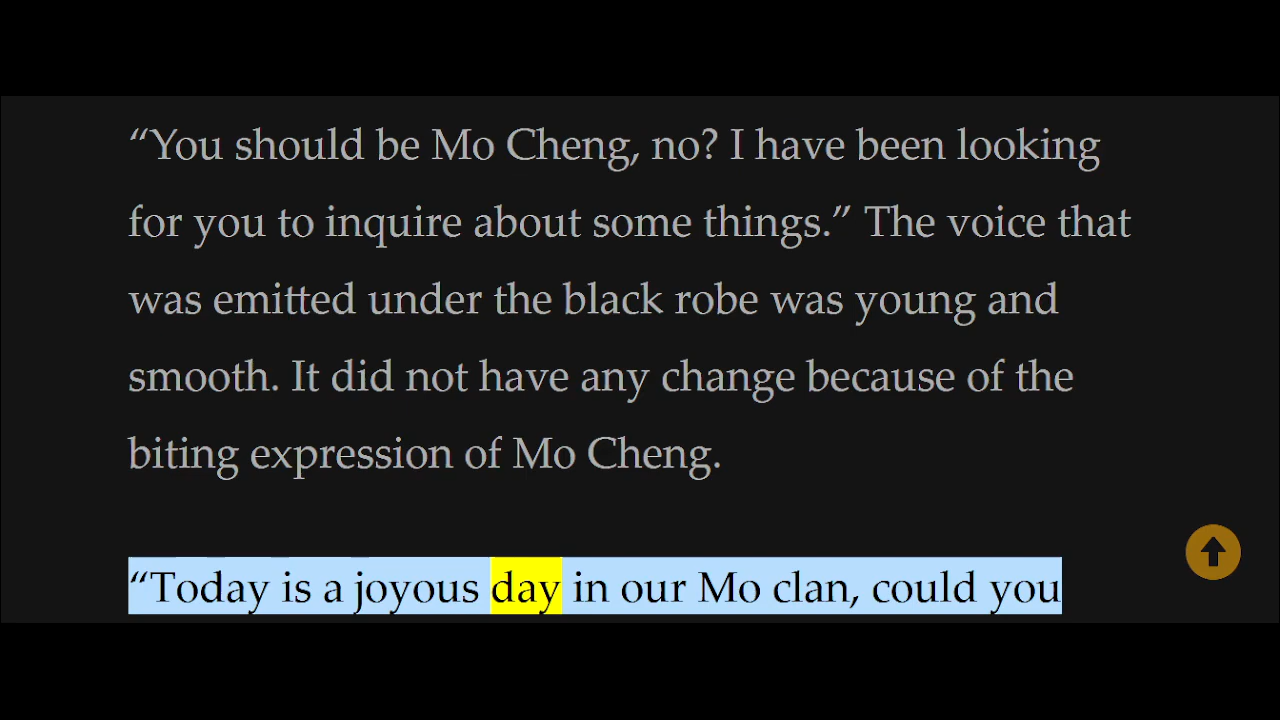 “You should be Mo Cheng, no? I have been looking
for you to inquire about some things.” The voice that
was emitted under the black robe was young and
smooth. It did not have any change because of the
biting expression of Mo Cheng.
“Today is a joyous day in our Mo clan, could you